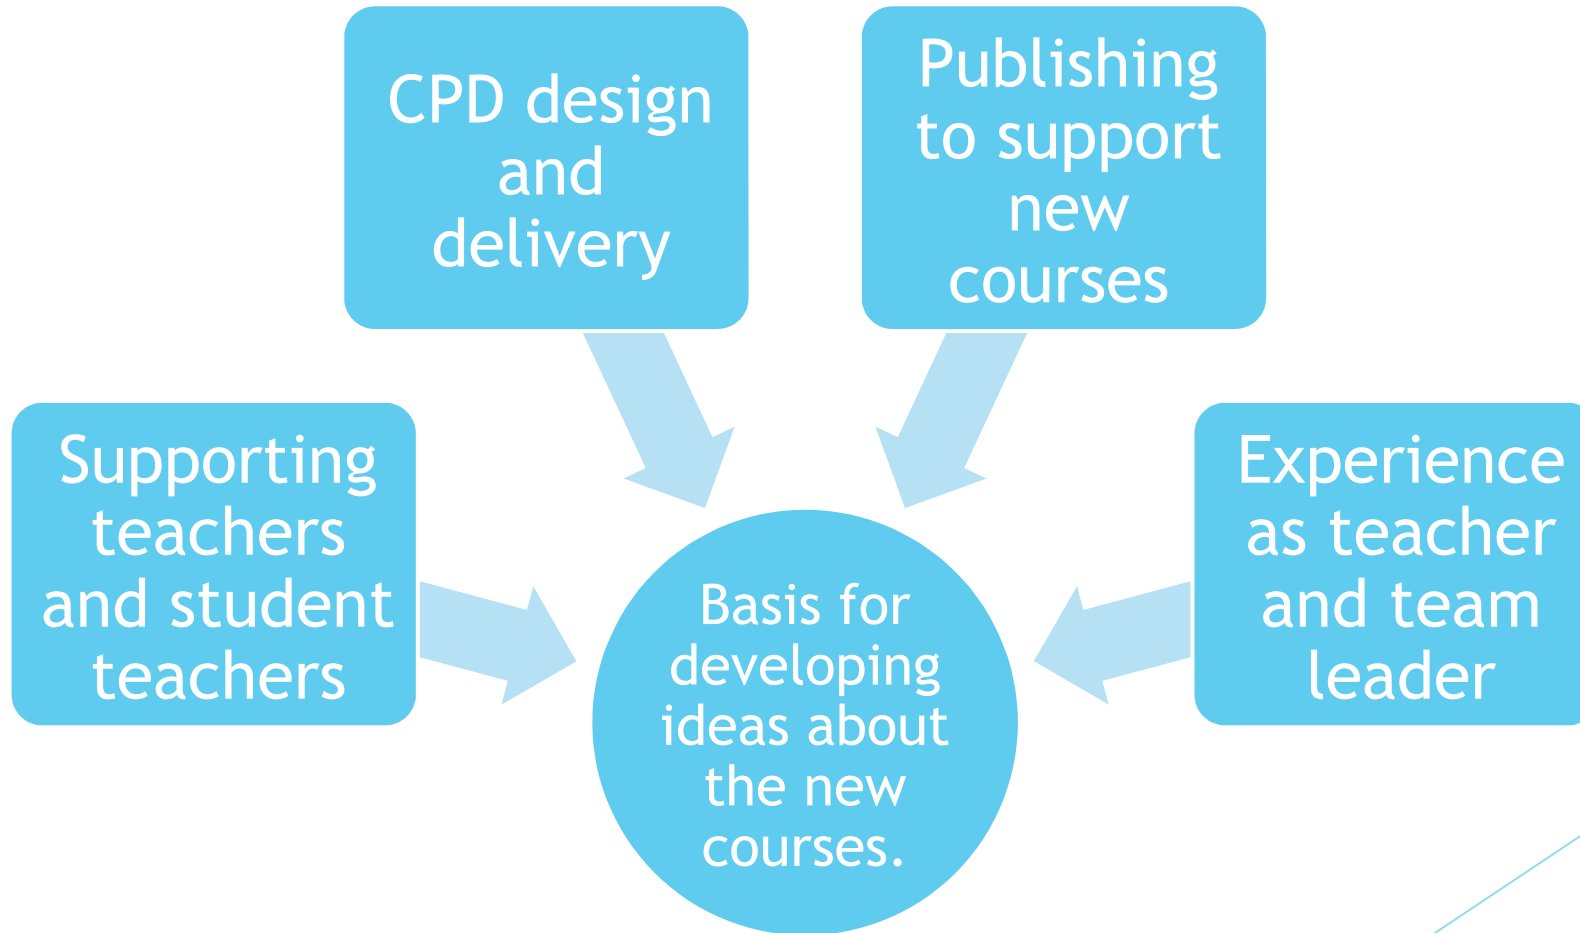 CPD design
and
delivery
Publishing
to support
new
courses
Supporting
teachers
and student
teachers
Experience
as teacher
and team
leader
Basis for
developing
ideas about
the new
courses.